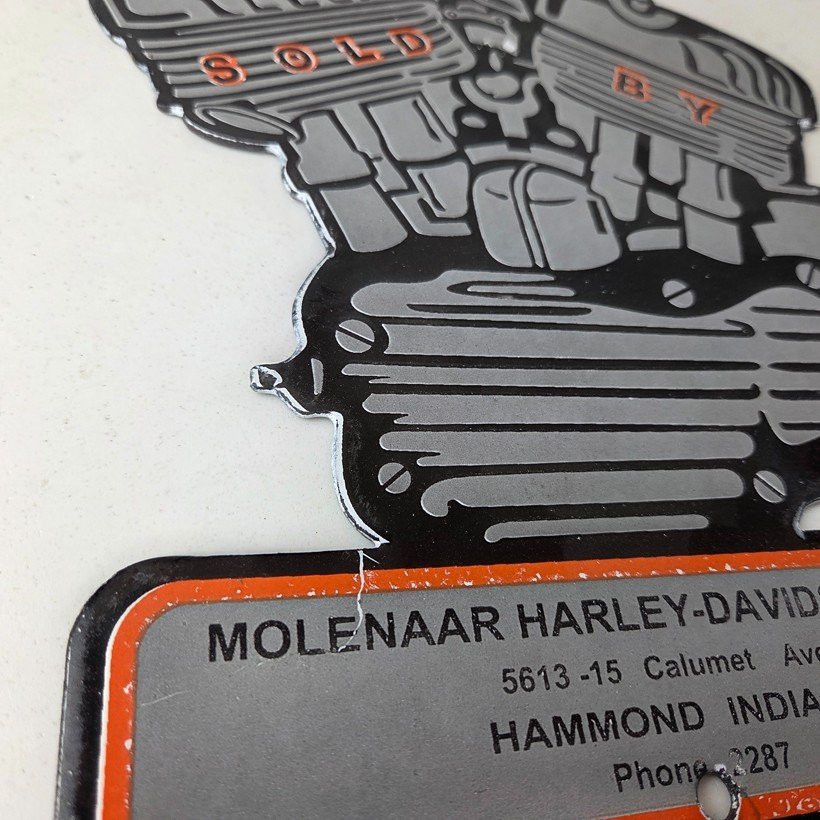 SOLD BY
MOLENAAR HARLEY-DAVIDS
5613 -15 Calumet Ave
HAMMOND INDIA
Phone 2287